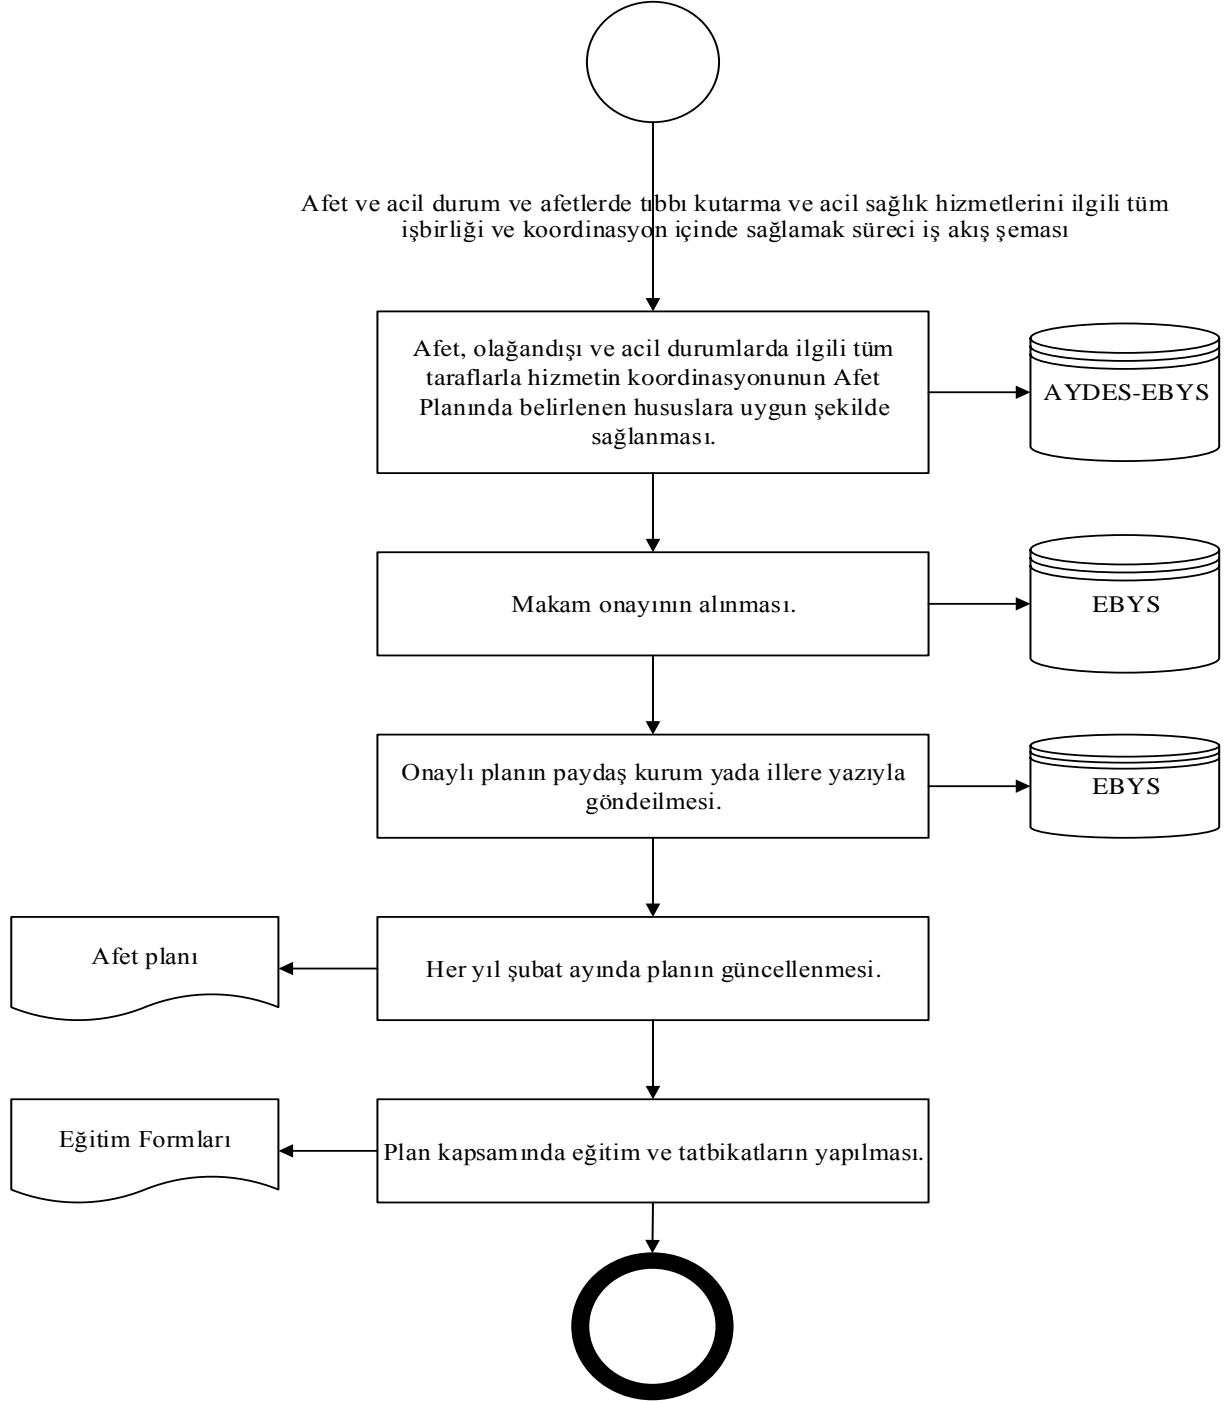 Afet ve acil durum ve afetlerde tıbbı kutarma ve acil sağlık hizmetlerini ilgili tüm
işbirliği ve koordinasyon içinde sağlamak süreci iş akış şeması
Afet, olağandışı ve acil durumlarda ilgili tüm
taraflarla hizmetin koordinasyonunun Afet
Planında belirlenen hususlara uygun şekilde
sağlanması.
AYDES-EBYS
Makam onayının alınması.
EBYS
Onaylı planın paydaş kurum yada illere yazıyla
göndeilmesi.
EBYS
Afet planı
Her yıl şubat ayında planın güncellenmesi.
Eğitim Formları
Plan kapsamında eğitim ve tatbikatların yapılması.